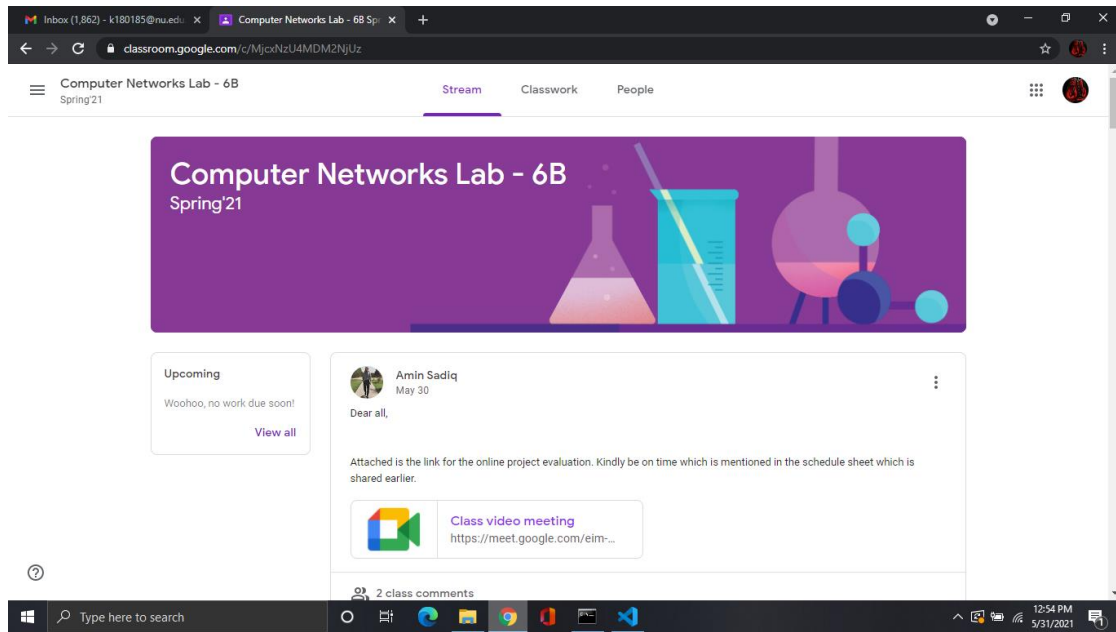 Inbox (1,862) - k180185@nu.edu
Computer Networks Lab - 6B Spr
classroom.google.com/c/MjcxNzU4MDM2NjUz
Computer Networks Lab - 6B
Spring'21
Stream
Classwork
People
Computer Networks Lab - 6B
Spring'21
Upcoming
Woohoo, no work due soon!
View all
Amin Sadiq
May 30
Dear all,
Attached is the link for the online project evaluation. Kindly be on time which is mentioned in the schedule sheet which is
shared earlier.
Class video meeting
https://meet.google.com/eim-...
2 class comments
Type here to search
12:54 PM
5/31/2021